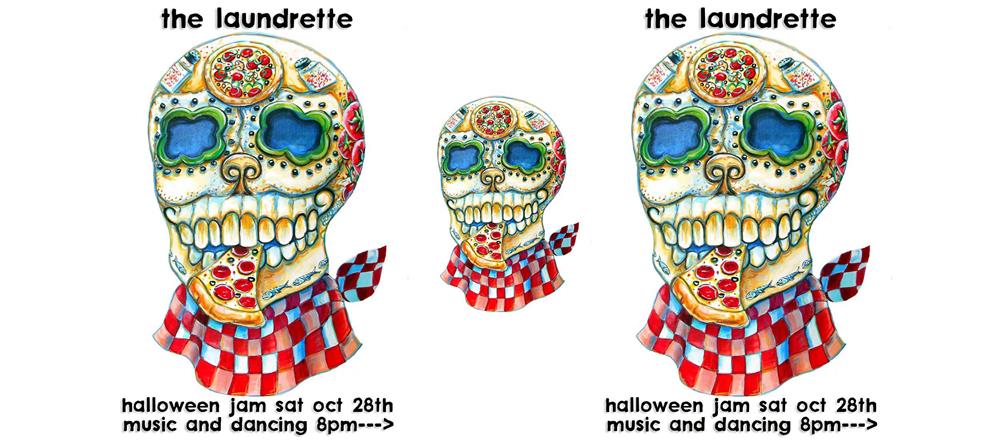 the laundrette
halloween jam sat oct 28th
music and dancing 8pm--->
the laundrette
halloween jam sat oct 28th
music and dancing 8pm--->